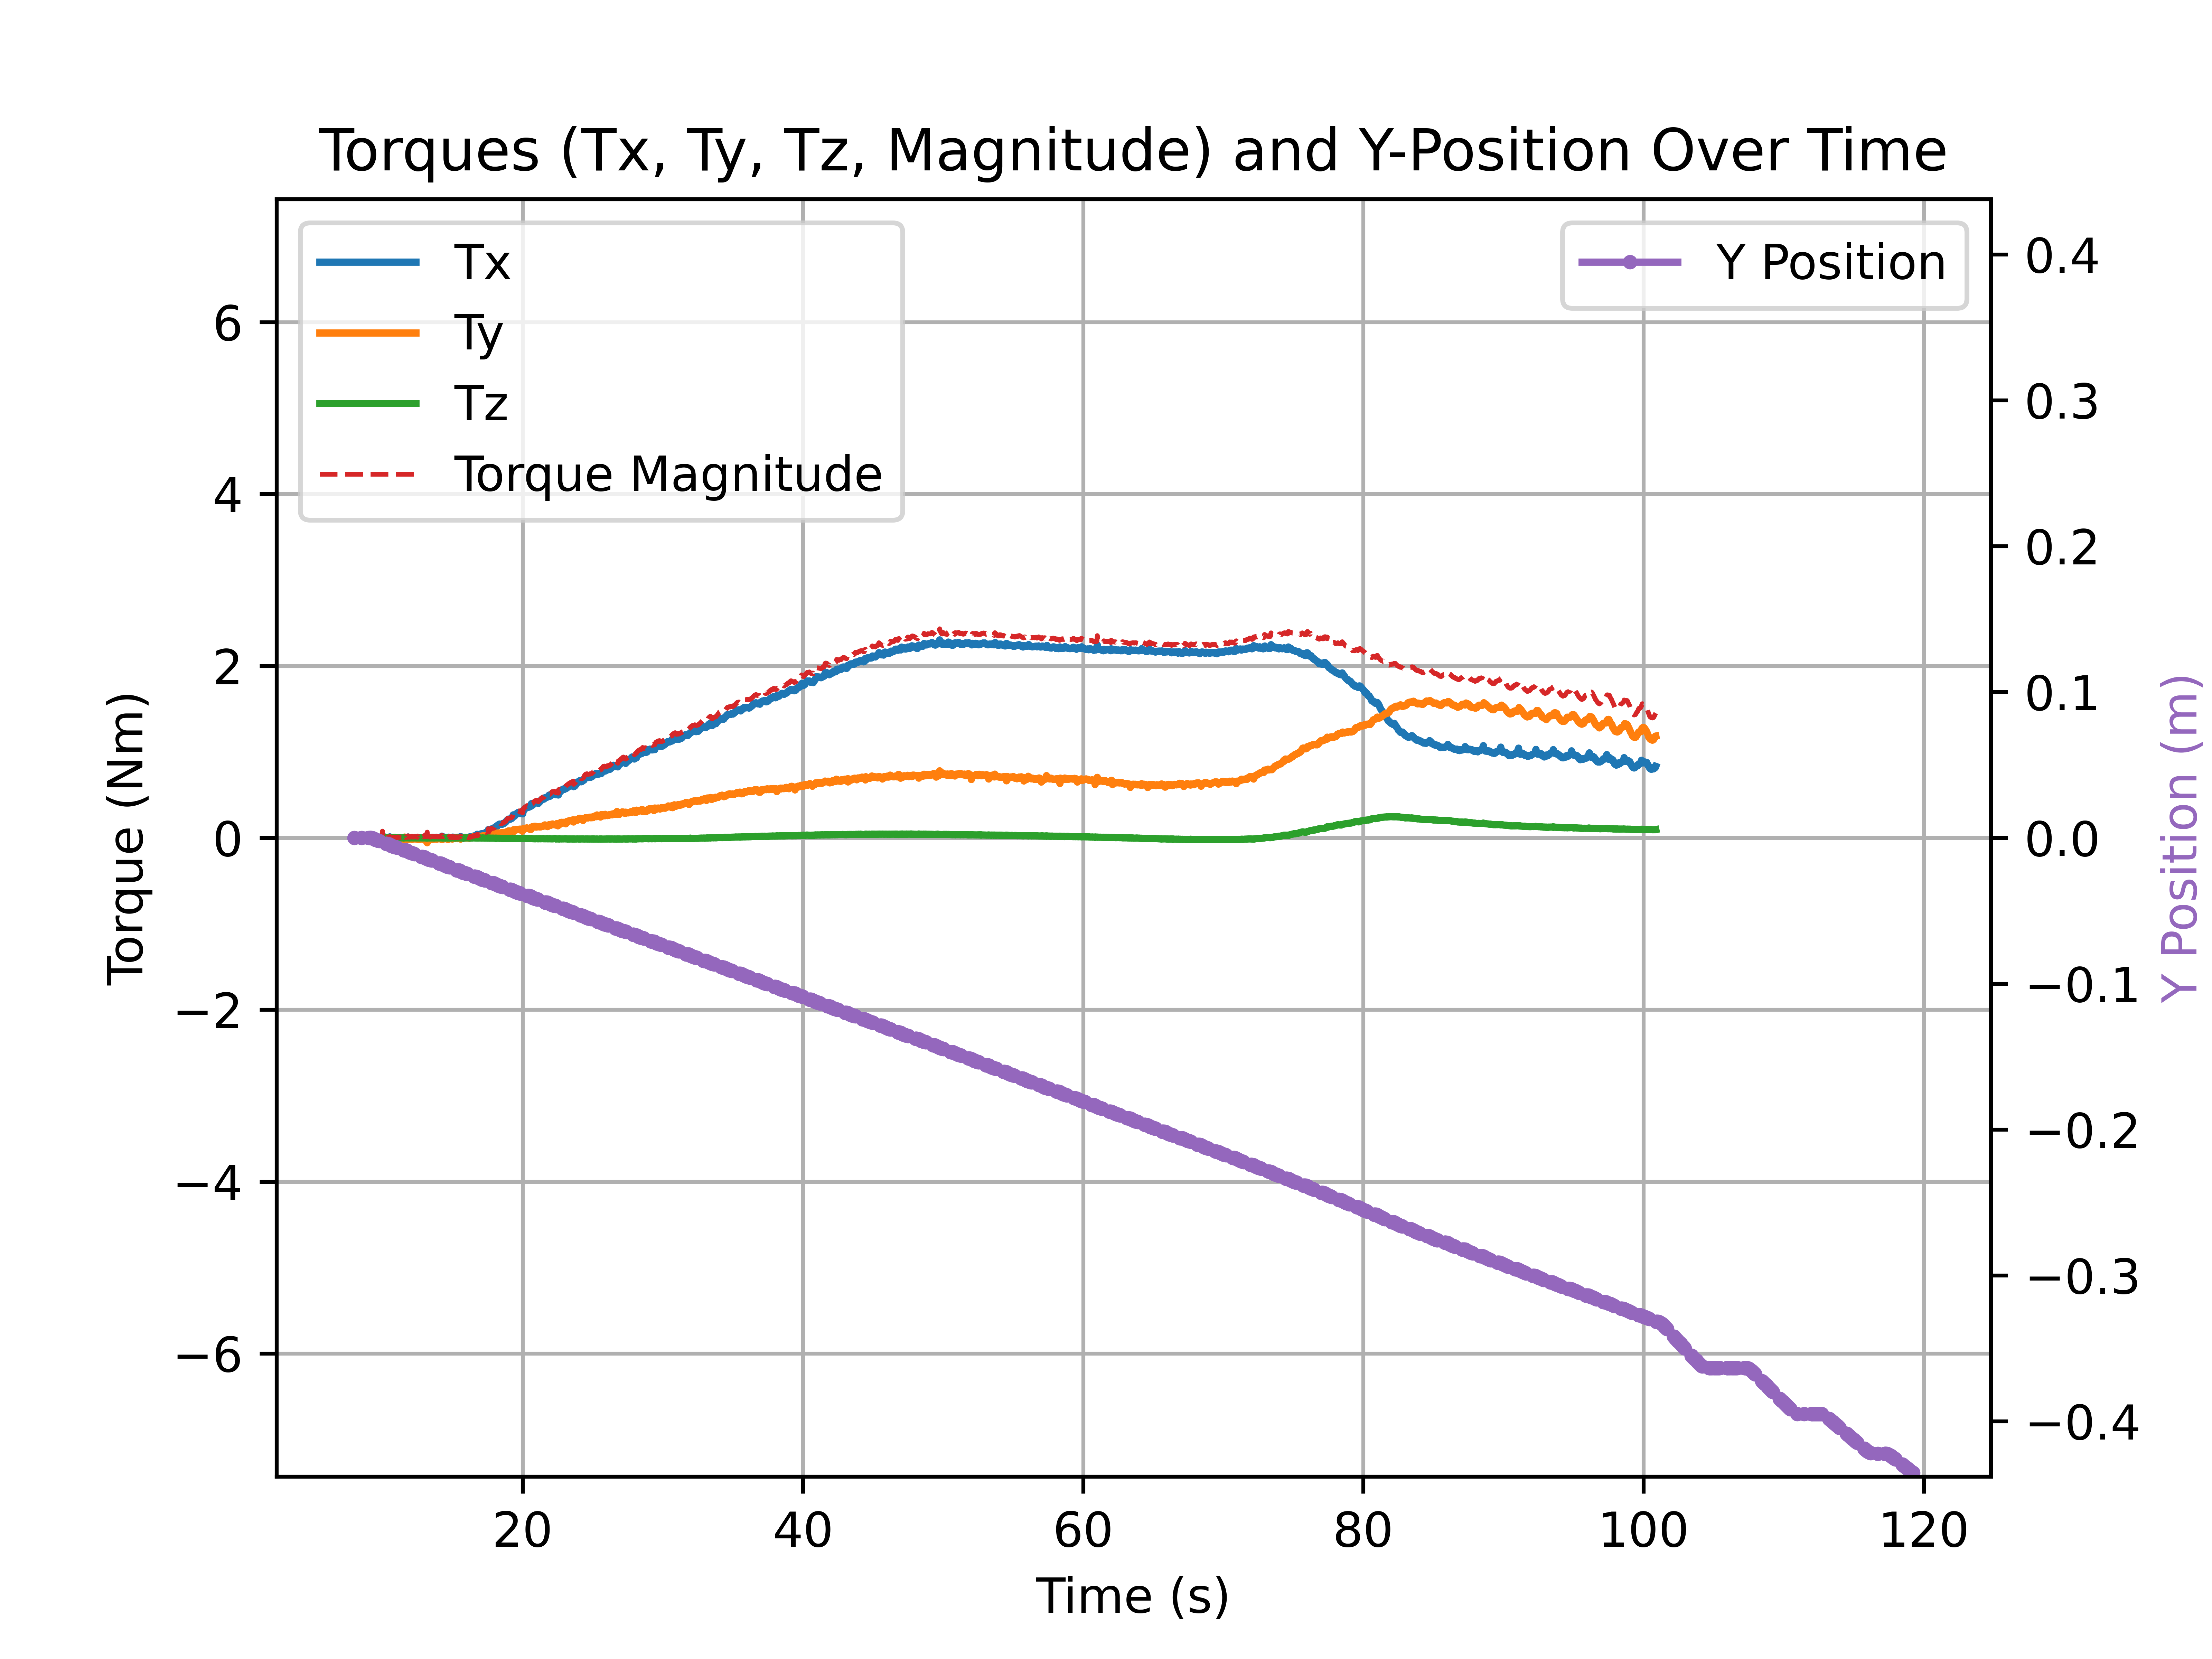 Torques (Tx, Ty, Tz, Magnitude) and Y-Position Over Time
Tx
Ty
Tz
Torque Magnitude
Y Position
6
4
2
0
−2
−4
−6
Torque (Nm)
0.4
0.3
0.2
0.1
0.0
−0.1
−0.2
−0.3
−0.4
Y Position (m)
20 40 60 80 100 120
Time (s)